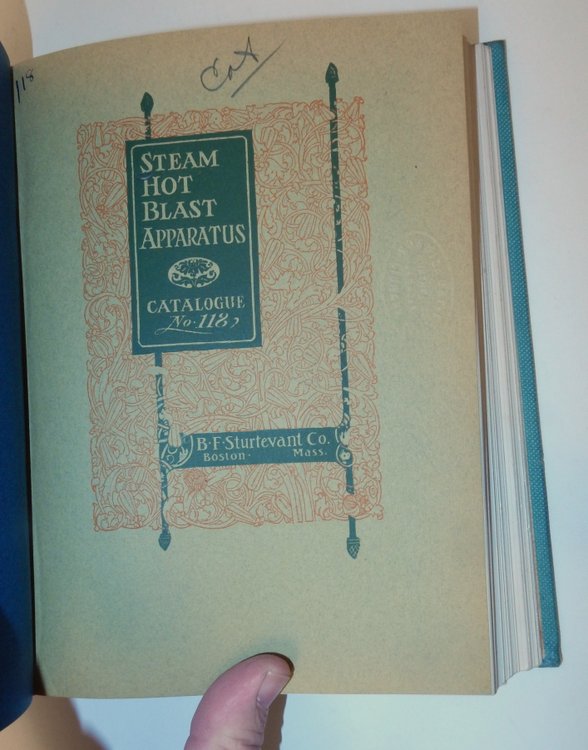 118
Cat
STEAM
HOT
BLAST
APPARATUS
CATALOGUE
No. 118
B. F. Sturtevant Co.
Boston. Mass.